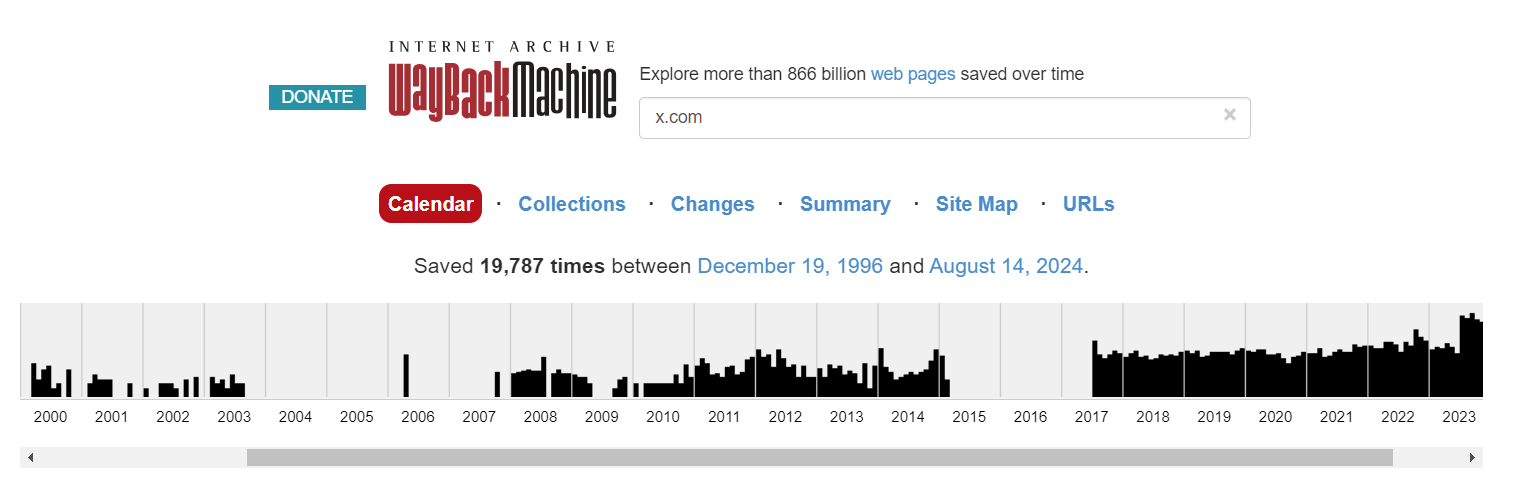 INTERNET ARCHIVE
WayBackMachine
DONATE
Explore more than 866 billion web pages saved over time
x.com
Calendar · Collections · Changes · Summary · Site Map · URLs
Saved 19,787 times between December 19, 1996 and August 14, 2024.
2000 2001 2002 2003 2004 2005 2006 2007 2008 2009 2010 2011 2012 2013 2014 2015 2016 2017 2018 2019 2020 2021 2022 2023